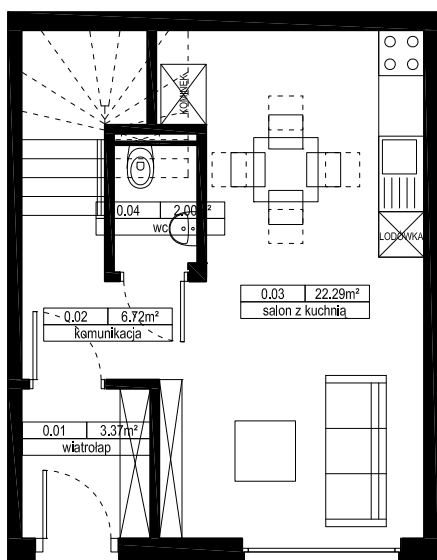 KOMINEK
0.04 2.00m²
wc
LODÓWKA
0.03 22.29m²
salon z kuchnią
0.02 6.72m²
komunikacja
0.01 3.37m²
wiatrołap